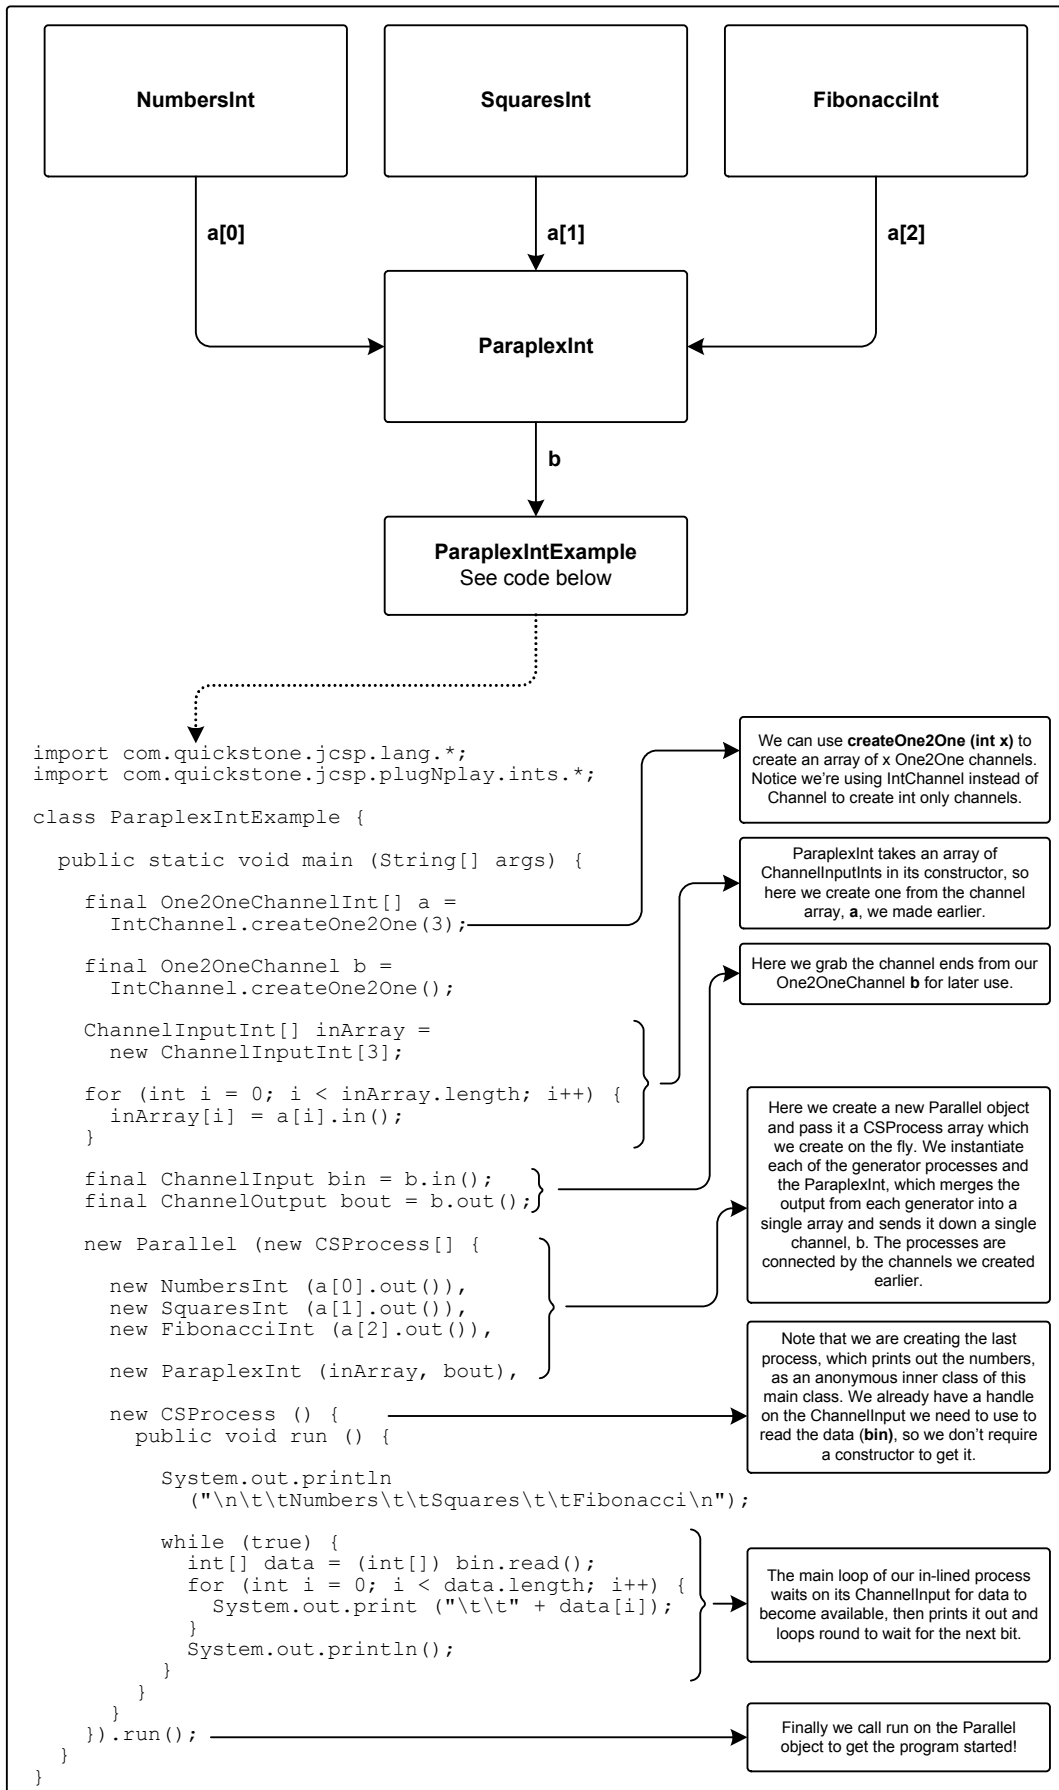 NumbersInt
SquaresInt
FibonacciInt
a[0]
a[1]
a[2]
ParaplexInt
b
ParaplexIntExample
See code below
import com.quickstone.jcsp.lang.*;
import com.quickstone.jcsp.plugNplay.ints.*;
class ParaplexIntExample {
public static void main (String[] args) {
final One2OneChannelInt[] a =
IntChannel.createOne2One(3);
final One2OneChannel b =
IntChannel.createOne2One();
ChannelInputInt[] inArray =
new ChannelInputInt[3];
for (int i = 0; i < inArray.length; i++) {
inArray[i] = a[i].in();
}
final ChannelInput bin = b.in();
final ChannelOutput bout = b.out();
new Parallel (new CSProcess[] {
new NumbersInt (a[0].out()),
new SquaresInt (a[1].out()),
new FibonacciInt (a[2].out()),
new ParaplexInt (inArray, bout),
new CSProcess () {
public void run () {
System.out.println
("\n\t\tNumbers\t\tSquares\t\tFibonacci\n");
while (true) {
int[] data = (int[]) bin.read();
for (int i = 0; i < data.length; i++) {
System.out.print ("\t\t" + data[i]);
}
System.out.println();
}
}
}
}).run();
}
}
We can use createOne2One (int x) to
create an array of x One2One channels.
Notice we're using IntChannel instead of
Channel to create int only channels.
ParaplexInt takes an array of
ChannelInputInts in its constructor, so
here we create one from the channel
array, a, we made earlier.
Here we grab the channel ends from our
One2OneChannel b for later use.
Here we create a new Parallel object
and pass it a CSProcess array which
we create on the fly. We instantiate
each of the generator processes and
the ParaplexInt, which merges the
output from each generator into a
single array and sends it down a single
channel, b. The processes are
connected by the channels we created
earlier.
Note that we are creating the last
process, which prints out the numbers,
as an anonymous inner class of this
main class. We already have a handle
on the ChannelInput we need to use to
read the data (bin), so we don't require
a constructor to get it.
The main loop of our in-lined process
waits on its ChannelInput for data to
become available, then prints it out and
loops round to wait for the next bit.
Finally we call run on the Parallel
object to get the program started!